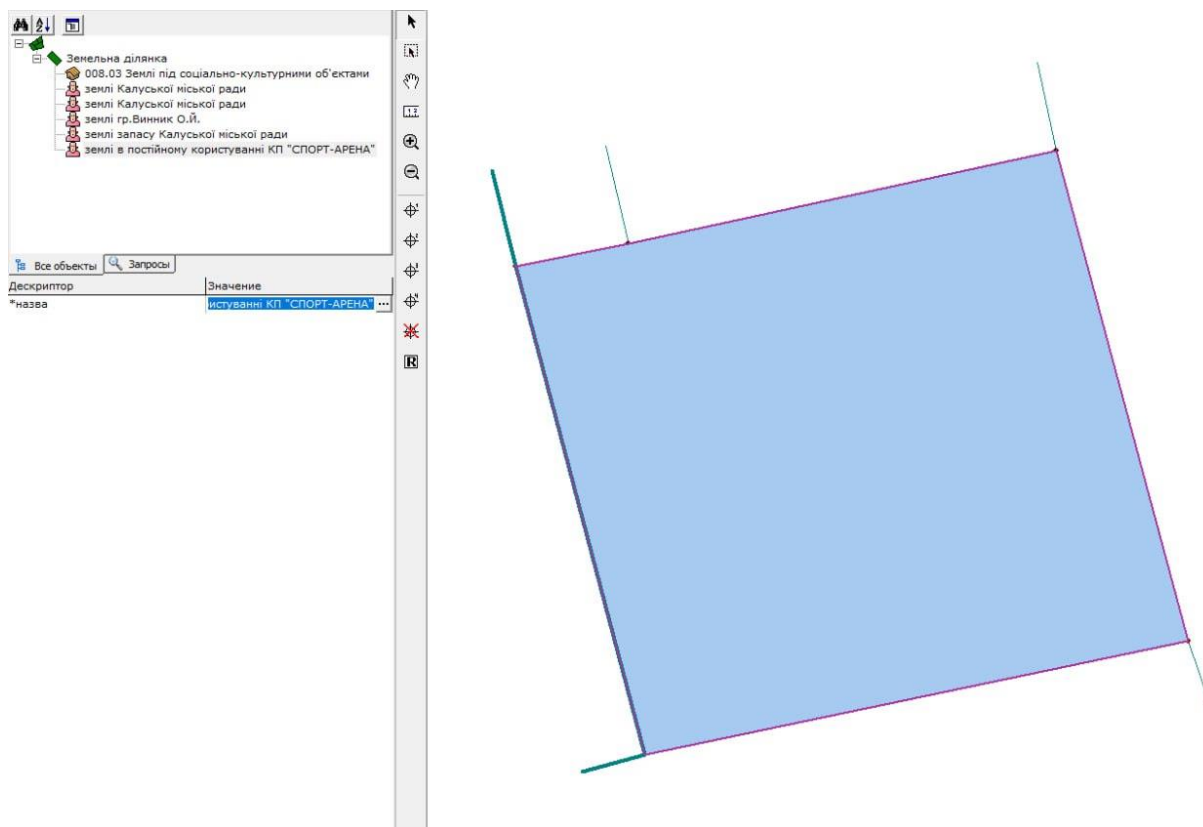 Земельна ділянка
008.03 Землі під соціально-культурними об'єктами
землі Калуської міської ради
землі Калуської міської ради
землі гр.Винник О.Й.
землі запасу Калуської міської ради
землі в постійному користуванні КП "СПОРТ-АРЕНА"
Все объекты Запросы
Дескриптор Значение
*назва истуванні КП "СПОРТ-АРЕНА" ...
R